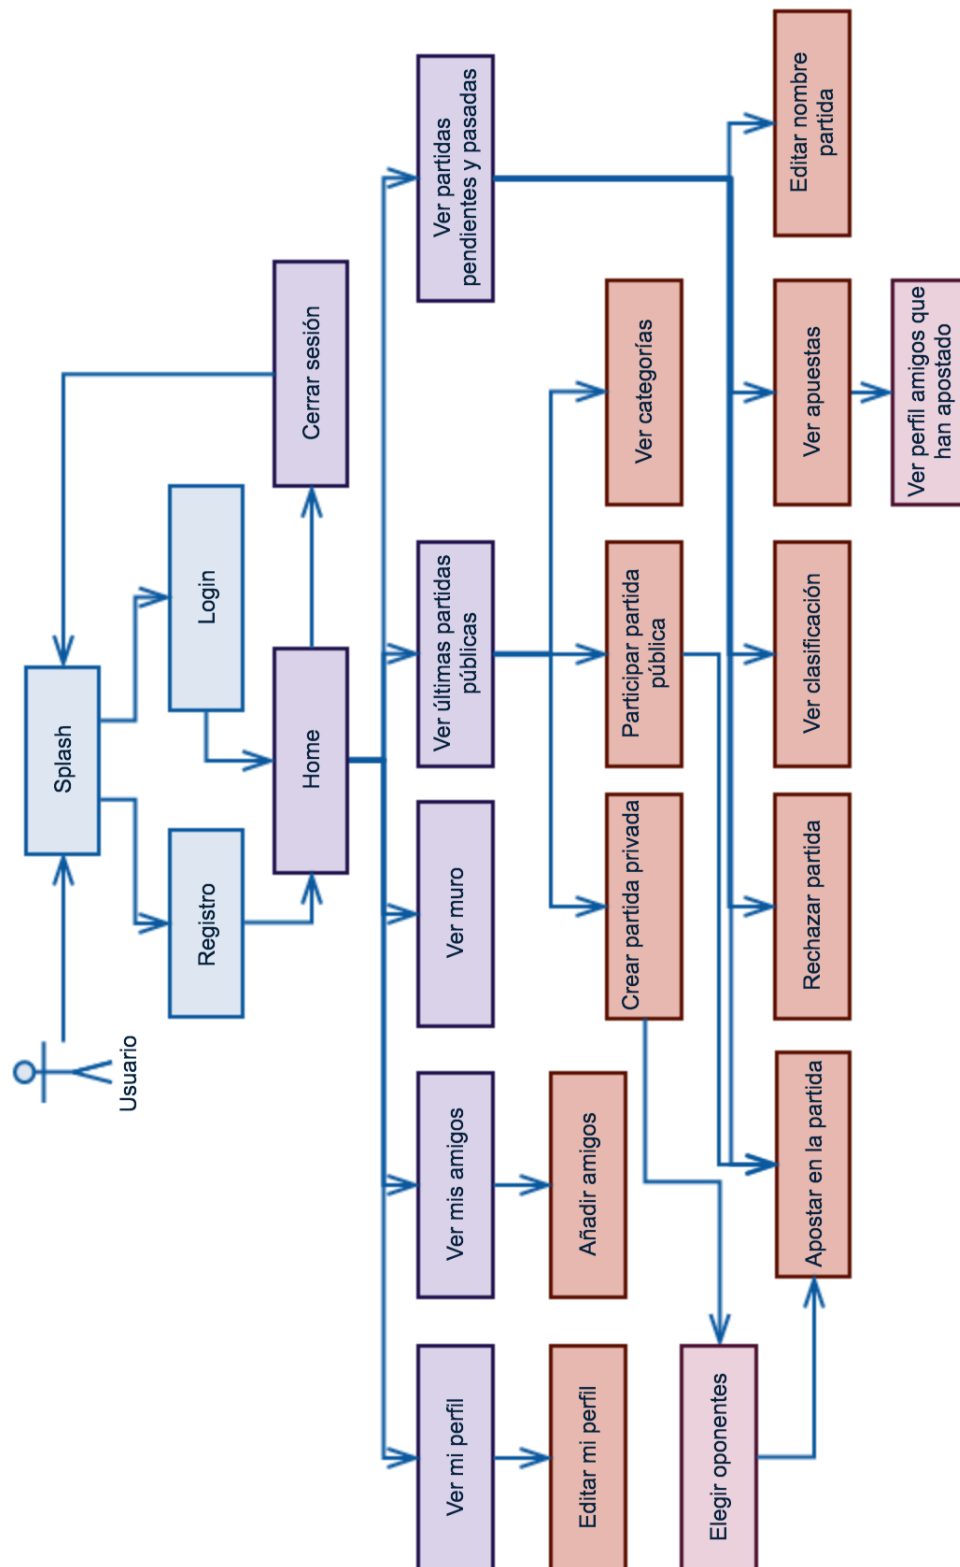 Usuario
Splash
Registro
Login
Home
Cerrar sesión
Ver mi perfil
Ver mis amigos
Ver muro
Ver últimas partidas
públicas
Ver partidas
pendientes y pasadas
Editar mi perfil
Añadir amigos
Crear partida privada
Participar partida
pública
Ver categorías
Elegir oponentes
Apostar en la partida
Rechazar partida
Ver clasificación
Ver apuestas
Editar nombre
partida
Ver perfil amigos que
han apostado